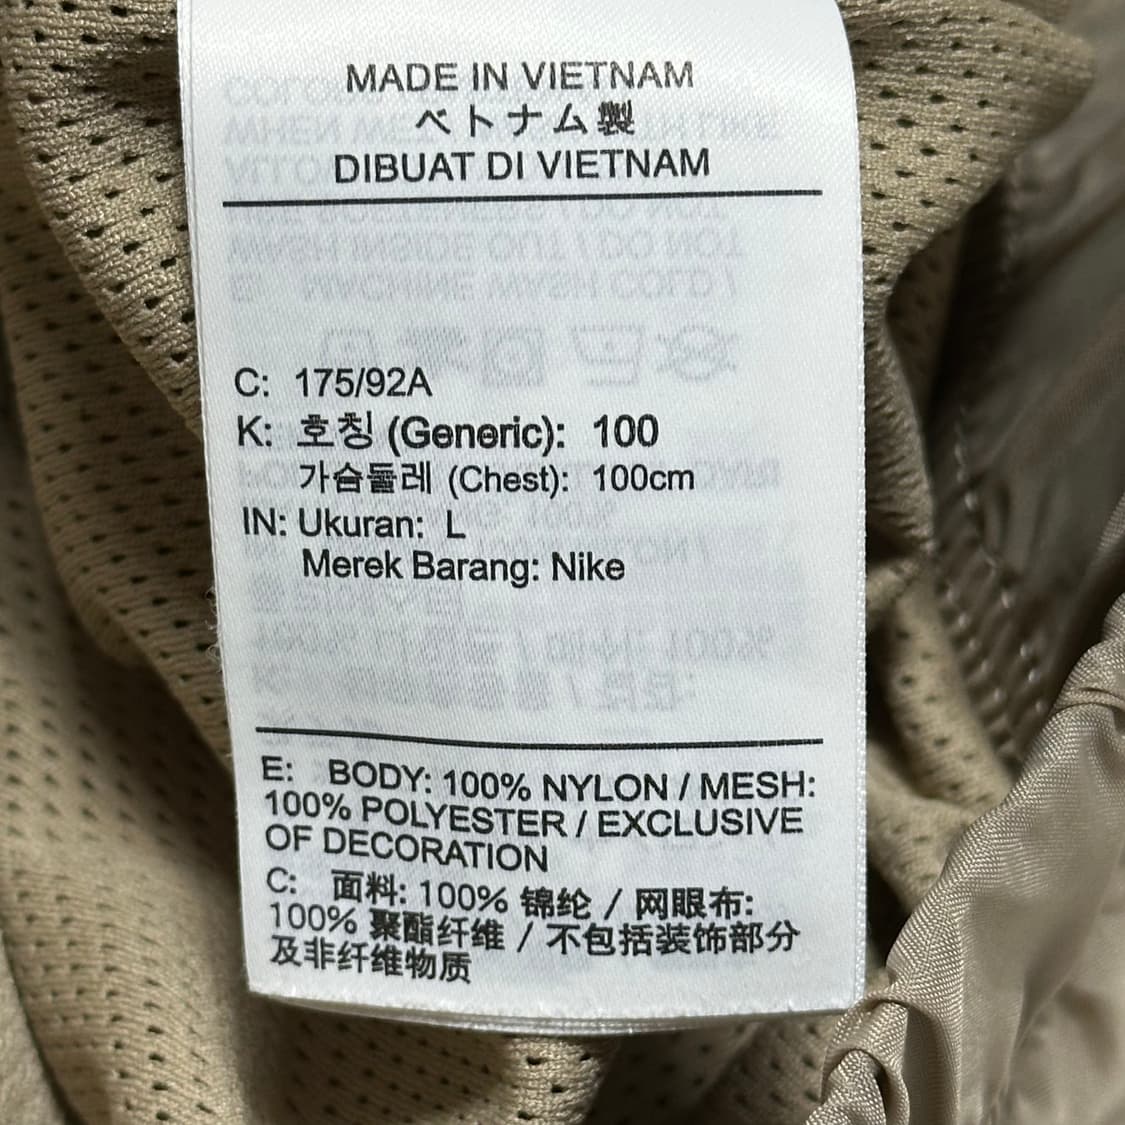 MADE IN VIETNAM
ベトナム製
DIBUAT DI VIETNAM
C: 175/92A
K: 호칭 (Generic): 100
가슴둘레 (Chest): 100cm
IN: Ukuran: L
Merek Barang: Nike
E: BODY: 100% NYLON / MESH:
100% POLYESTER / EXCLUSIVE
OF DECORATION
C: 面料: 100% 锦纶 / 网眼布:
100% 聚酯纤维 / 不包括装饰部分
及非纤维物质